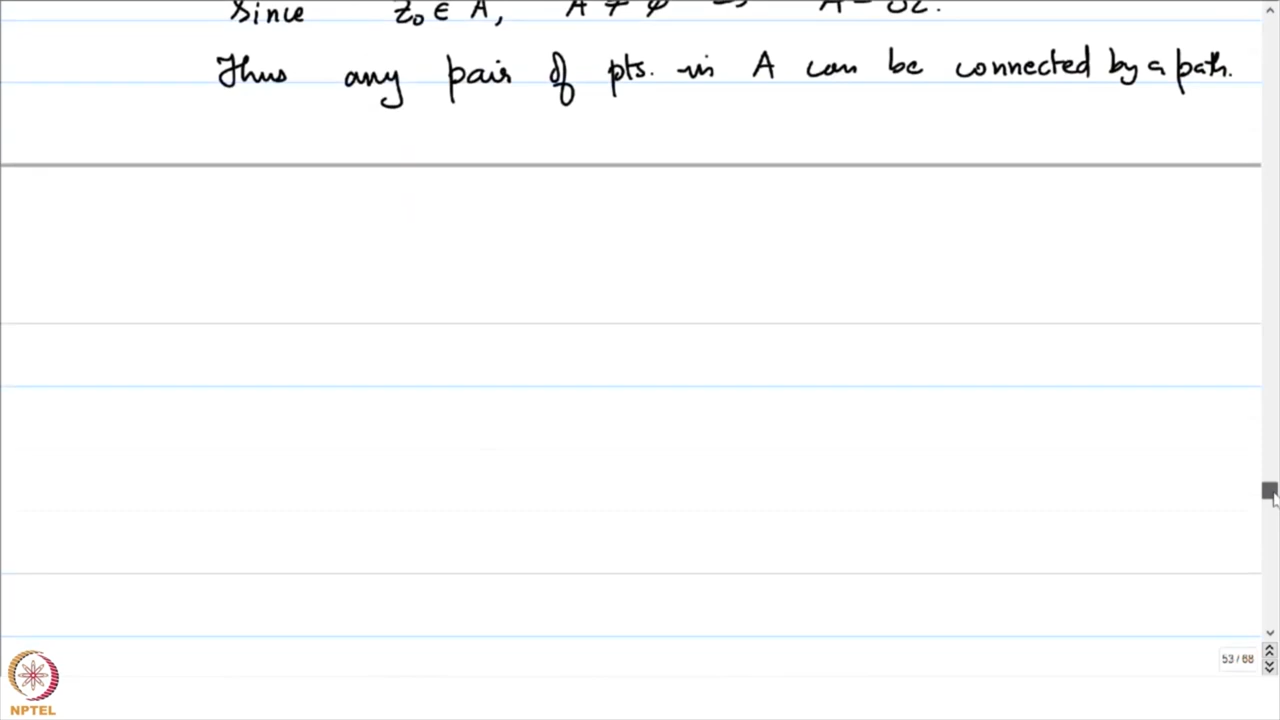 Since z₀ ∈ A, A ≠ φ ⇒ A = Ω.
Thus any pair of pts. in A can be connected by a path.
53 / 68
NPTEL